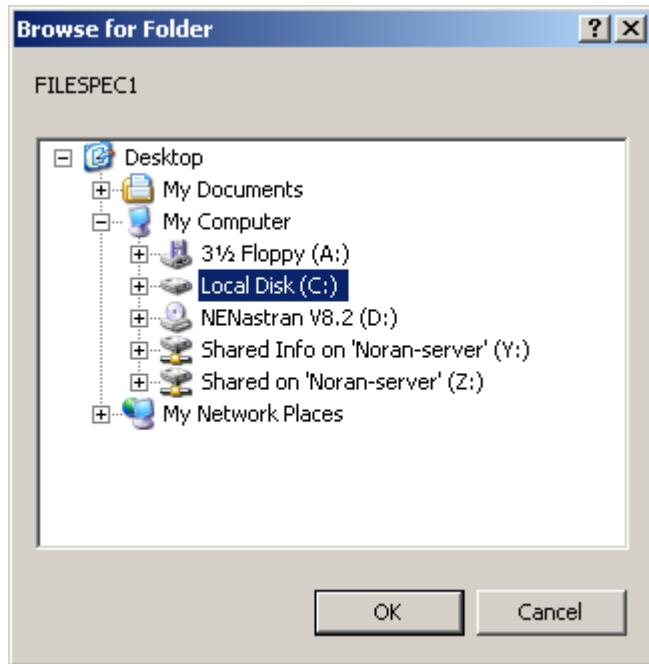 Browse for Folder
FILESPEC1
Desktop
My Documents
My Computer
3½ Floppy (A:)
Local Disk (C:)
NENastran V8.2 (D:)
Shared Info on 'Noran-server' (Y:)
Shared on 'Noran-server' (Z:)
My Network Places
OK Cancel